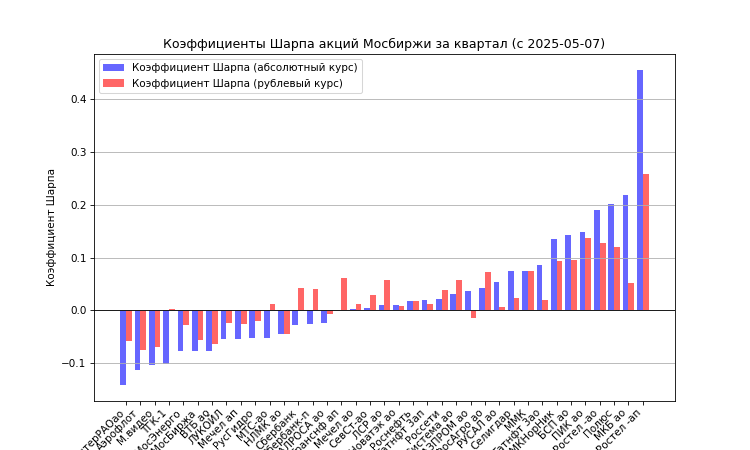 Коэффициенты Шарпа акций Мосбиржи за квартал (с 2025-05-07)
Коэффициент Шарпа (абсолютный курс)
Коэффициент Шарпа (рублевый курс)
Коэффициент Шарпа
0.4
0.3
0.2
0.1
0.0
−0.1
Аэрофлот
М.видео
ТГК-1
МосЭнерго
МосБиржа
ВТБ ао
ЛУКОЙЛ
Мечел ап
РусГидро
МТС-ао
НЛМК ао
Сбербанк
Мечел ао
СевСт-ао
ЛСР ао
Новатэк ао
Роснефть
Россети
РУСАЛ ао
Селигдар
ММК
БСП ао
ПИК ао
Ростел -ао
Полюс
МКБ ао
Ростел -ап